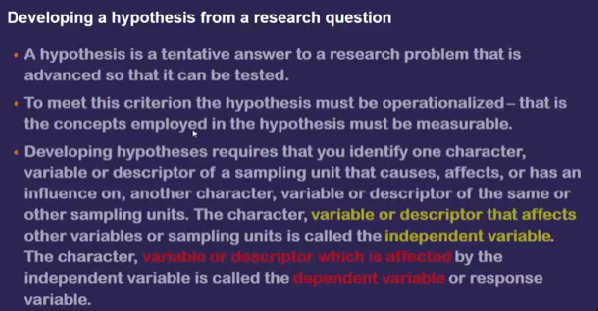 Developing a hypothesis from a research question
• A hypothesis is a tentative answer to a research problem that is
advanced so that it can be tested.
• To meet this criterion the hypothesis must be operationalized – that is
the concepts employed in the hypothesis must be measurable.
• Developing hypotheses requires that you identify one character,
variable or descriptor of a sampling unit that causes, affects, or has an
influence on, another character, variable or descriptor of the same or
other sampling units. The character, variable or descriptor that affects
other variables or sampling units is called the independent variable.
The character, variable or descriptor which is affected by the
independent variable is called the dependent variable or response
variable.